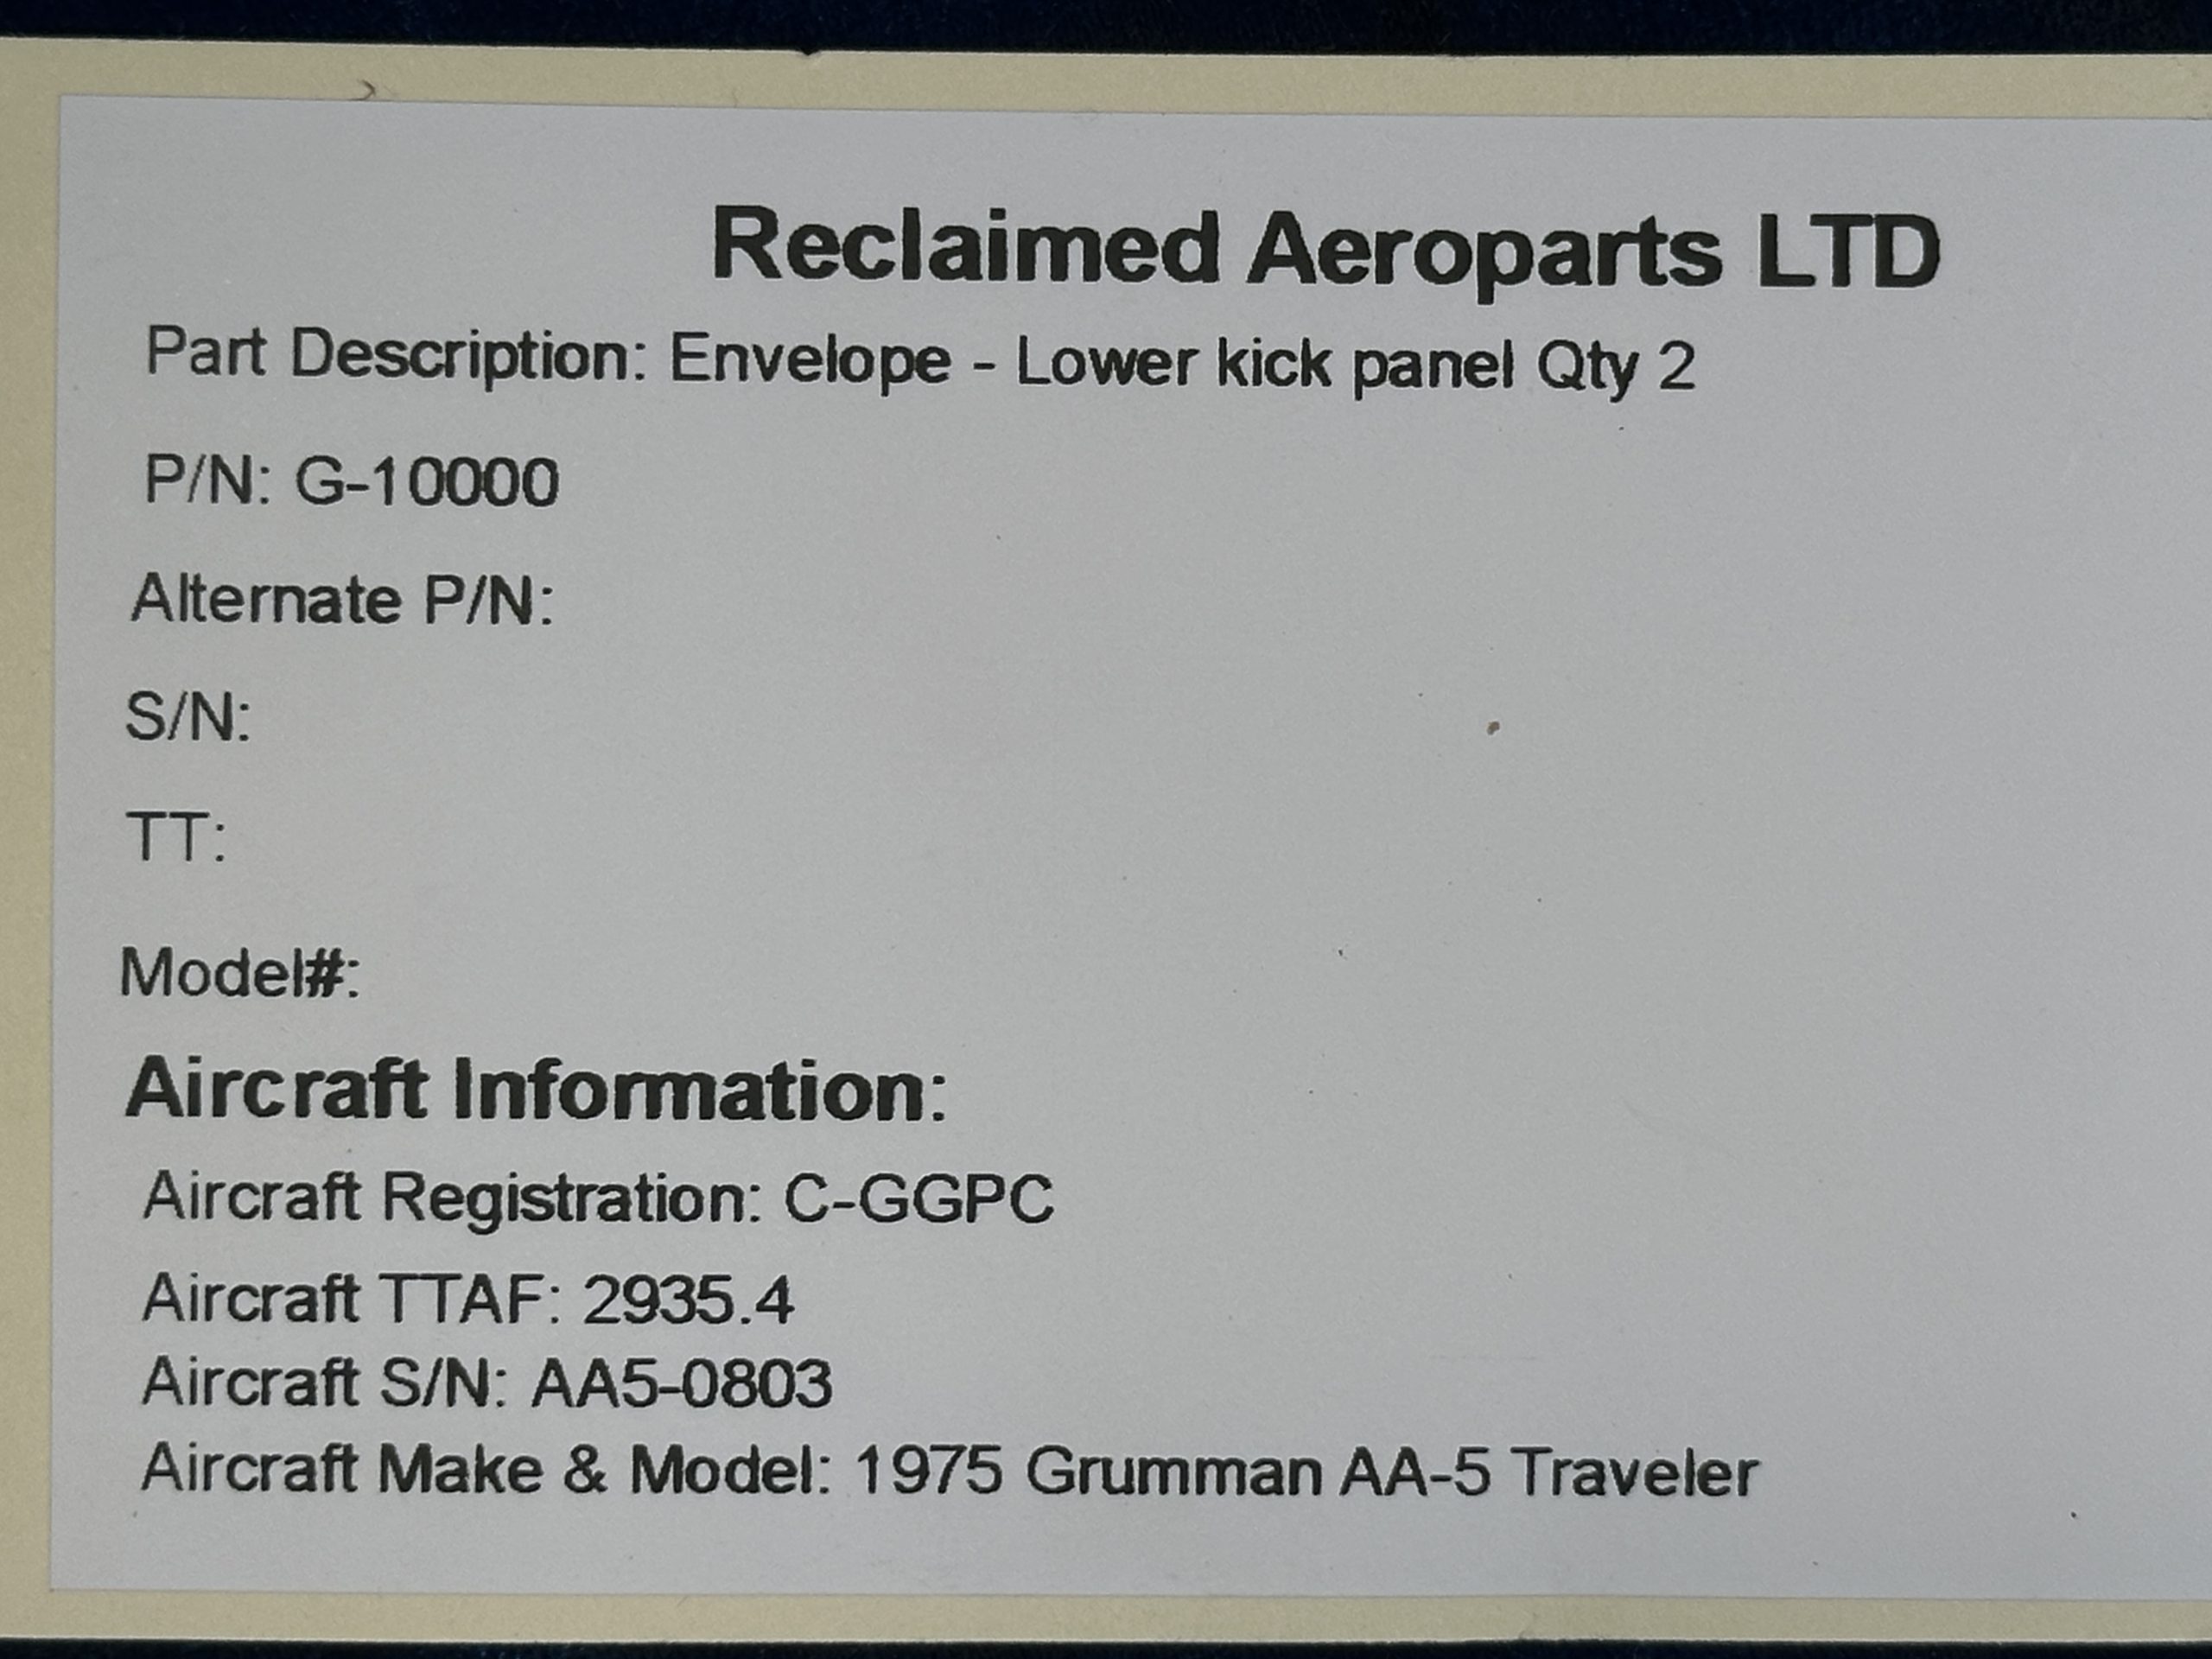 Reclaimed Aeroparts LTD
Part Description: Envelope - Lower kick panel Qty 2
P/N: G-10000
Alternate P/N:
S/N:
TT:
Model#:
Aircraft Information:
Aircraft Registration: C-GGPC
Aircraft TTAF: 2935.4
Aircraft S/N: AA5-0803
Aircraft Make & Model: 1975 Grumman AA-5 Traveler